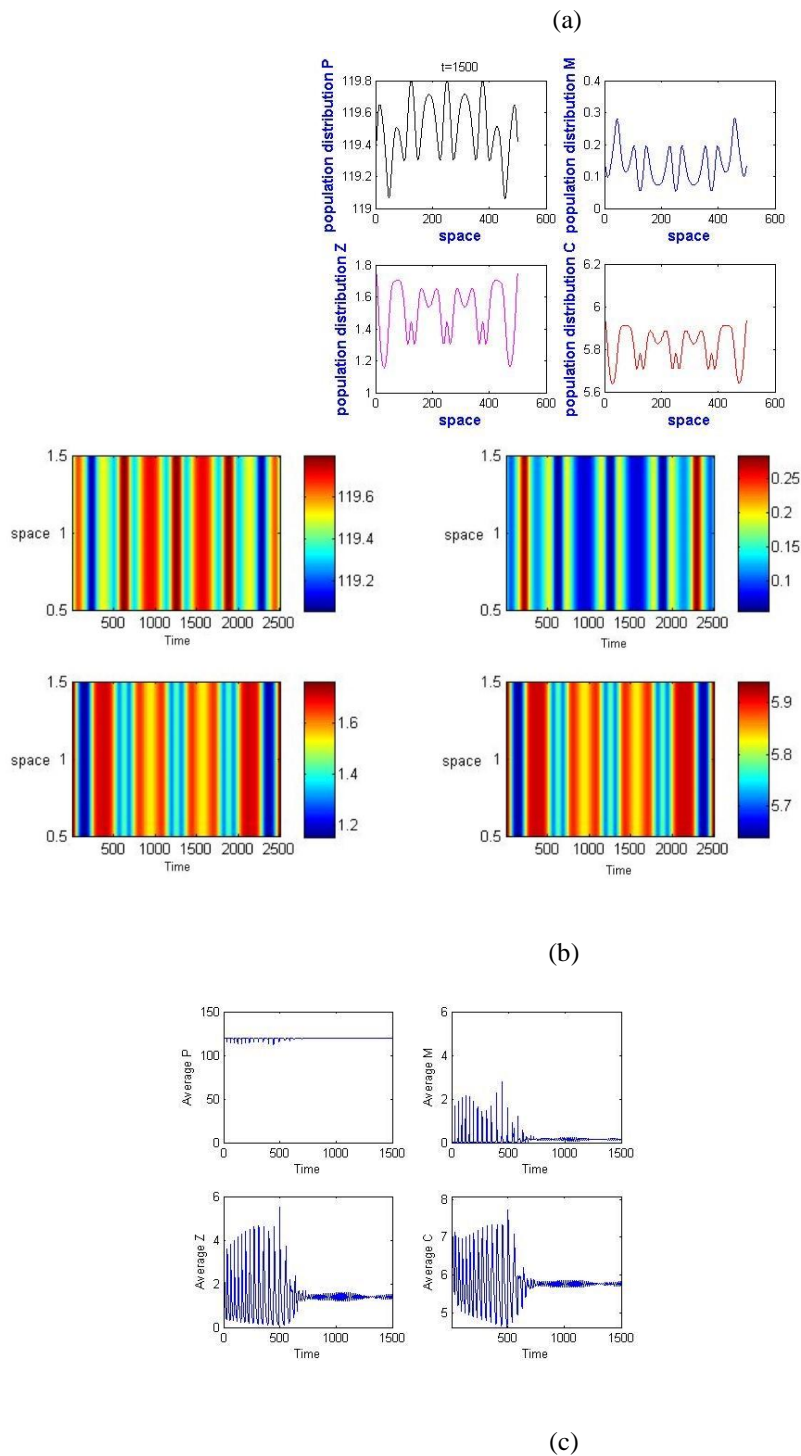 (a)
t=1500
population distribution P
119.8
119.6
119.4
119.2
119
0 200 400 600
space
population distribution M
0.4
0.3
0.2
0.1
0
0 200 400 600
space
population distribution Z
1.8
1.6
1.4
1.2
1
0 200 400 600
space
population distribution C
6.2
6
5.8
5.6
0 200 400 600
space
space
1.5
1
0.5
500 1000 1500 2000 2500
Time
119.6
119.4
119.2
space
1.5
1
0.5
500 1000 1500 2000 2500
Time
0.25
0.2
0.15
0.1
space
1.5
1
0.5
500 1000 1500 2000 2500
Time
1.6
1.4
1.2
space
1.5
1
0.5
500 1000 1500 2000 2500
Time
5.9
5.8
5.7
(b)
Average P
150
100
50
0
0 500 1000 1500
Time
Average M
6
4
2
0
0 500 1000 1500
Time
Average Z
6
4
2
0
0 500 1000 1500
Time
Average C
8
7
6
5
0 500 1000 1500
Time
(c)